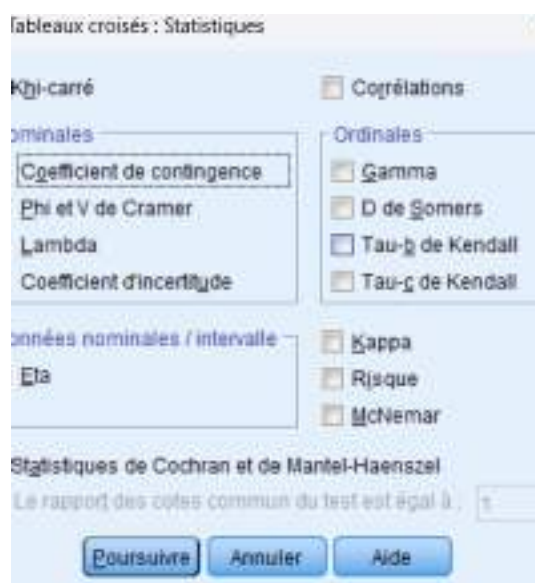 Tableaux croisés : Statistiques
Khi-carré
Corrélations
ominales
Ordinales
Coefficient de contingence
Gamma
Phi et V de Cramer
D de Somers
Lambda
Tau-b de Kendall
Coefficient d'incertitude
Tau-c de Kendall
onnées nominales / intervalle
Kappa
Eta
Risque
McNemar
Statistiques de Cochran et de Mantel-Haenszel
Le rapport des cotes commun du test est égal à : 1
Poursuivre Annuler Aide